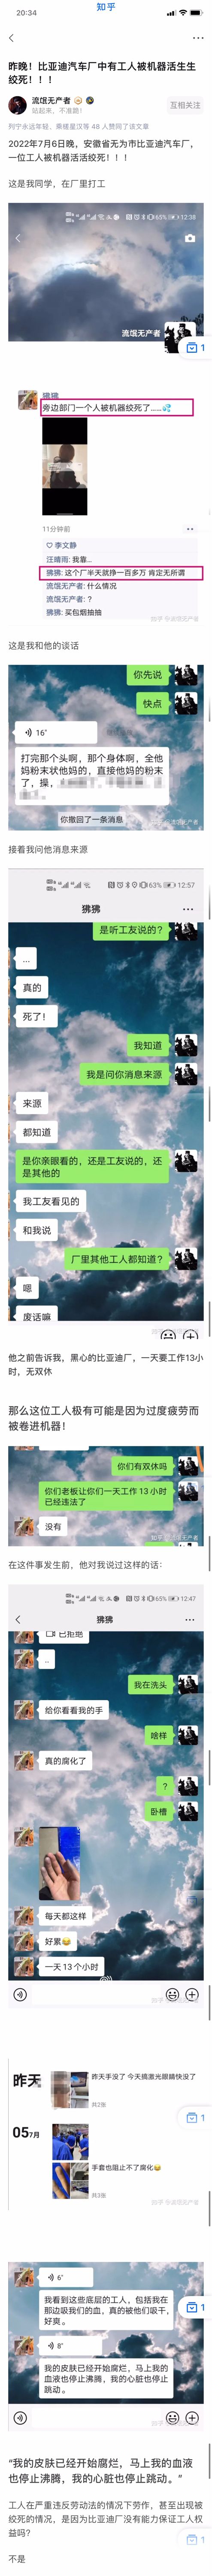 20:34
知乎
昨晚！比亚迪汽车厂中有工人被机器活生生
绞死！！！
流氓无产者
站起来，不准跪！
互相关注
列宁永远年轻、乘槎星汉等 48 人赞同了该文章
2022年7月6日晚，安徽省无为市比亚迪汽车厂，
一位工人被机器活活绞死！！！
这是我同学，在厂里打工
65%
12:38
流氓无产者
1
狒狒
旁边部门一个人被机器绞死了.....💦
11分钟前
♡ 李文静
汪晴雨: 我靠...
狒狒: 这个厂半天就挣一百多万 肯定无所谓
流氓无产者: 什么情况
流氓无产者: ？
狒狒: 买包烟抽抽
这是我和他的谈话
你先说
快点
16"
打完那个头啊，那个身体啊，全他
妈粉末状他妈的，直接他妈的粉末
了，操，
你撤回了一条消息
接着我问他消息来源
63%
12:57
狒狒
是听工友说的?
...
真的
死了!
我知道
我是问你消息来源
来源
都知道
是你亲眼看的，还是工友说的，还
是其他的
我工友看见的
和我说
厂里其他工人都知道?
嗯
废话嘛
他之前告诉我，黑心的比亚迪厂，一天要工作13小
时，无双休
那么这位工人极有可能是因为过度疲劳而
被卷进机器！
你们有双休吗
你们老板让你们一天工作 13 小时
已经违法了
没有
在这件事发生前，他对我说过这样的话：
65%
12:47
狒狒
已拒绝
..
我在洗头
给你看看我的手
啥样
真的腐化了
?
卧槽
每天都这样
好累😂
一天 13 个小时
昨天
昨天手没了 今天搞激光眼睛快没了
共2张
1
05 7月
手套也阻止不了腐化😂
共3张
6"
我看到这些底层的工人，包括我在
那边吸我们的血，真的被他们吸干，
好爽。
1
8"
我的皮肤已经开始腐烂，马上我的
血液也停止沸腾，我的心脏也停止
跳动。
“我的皮肤已经开始腐烂，马上我的血液
也停止沸腾，我的心脏也停止跳动。”
工人在严重违反劳动法的情况下劳作，甚至出现被
绞死的情况，是因为比亚迪厂没有能力保证工人权
益吗?
1
不是